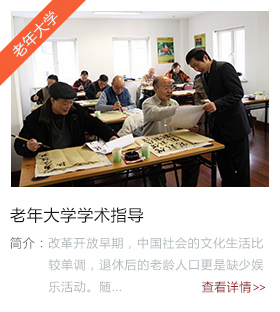 老年大学
老年大学学术指导
简介：改革开放早期，中国社会的文化生活比
较单调，退休后的老龄人口更是缺少娱
乐活动。随...
查看详情>>